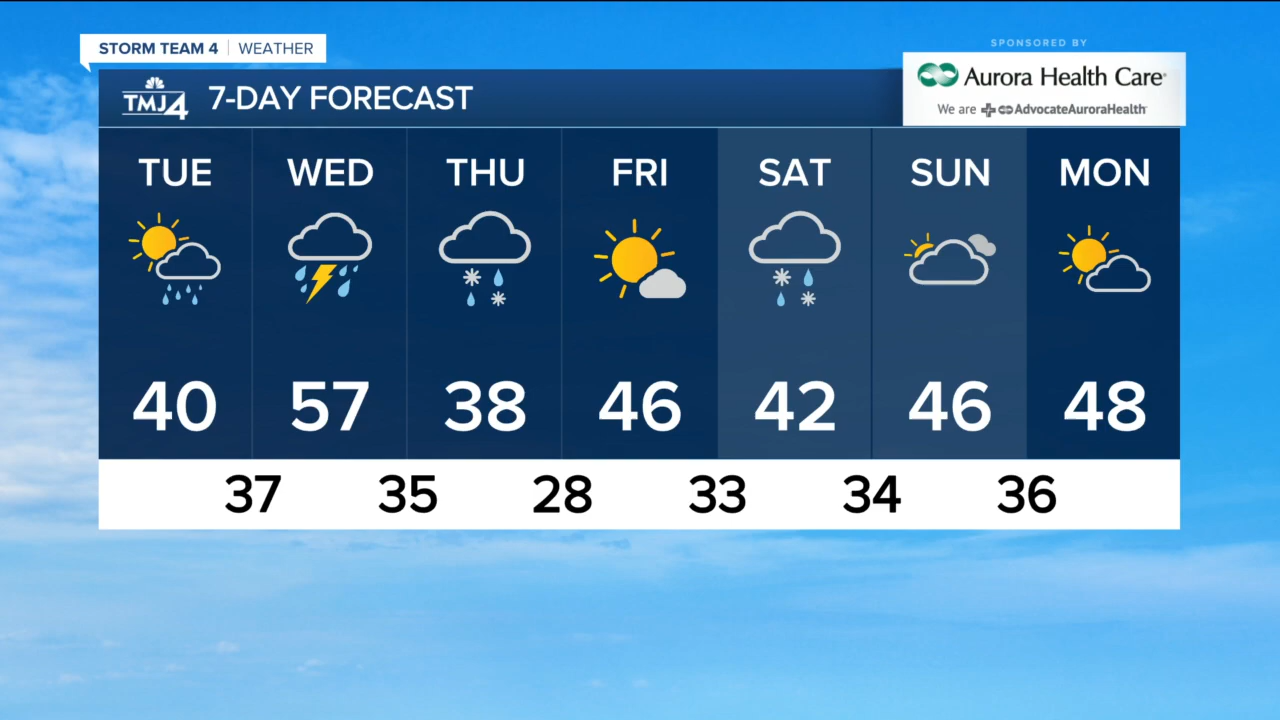 STORM TEAM 4 | WEATHER
SPONSORED BY
Aurora Health Care®
We are AdvocateAuroraHealth
TMJ4 7-DAY FORECAST
TUE WED THU FRI SAT SUN MON
40 57 38 46 42 46 48
37 35 28 33 34 36